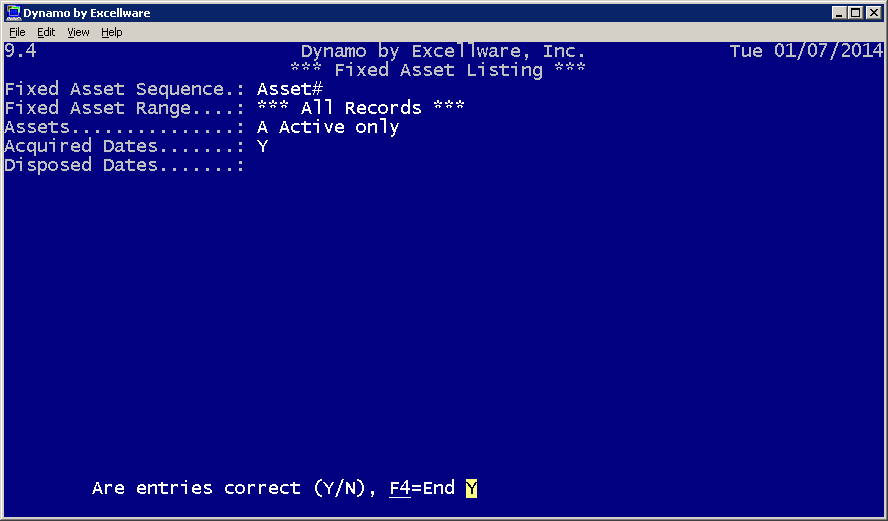 Dynamo by Excellware
File Edit View Help
9.4 Dynamo by Excellware, Inc. Tue 01/07/2014
*** Fixed Asset Listing ***
Fixed Asset Sequence.: Asset#
Fixed Asset Range....: *** All Records ***
Assets...............: A Active only
Acquired Dates.......: Y
Disposed Dates.......:
Are entries correct (Y/N), F4=End Y